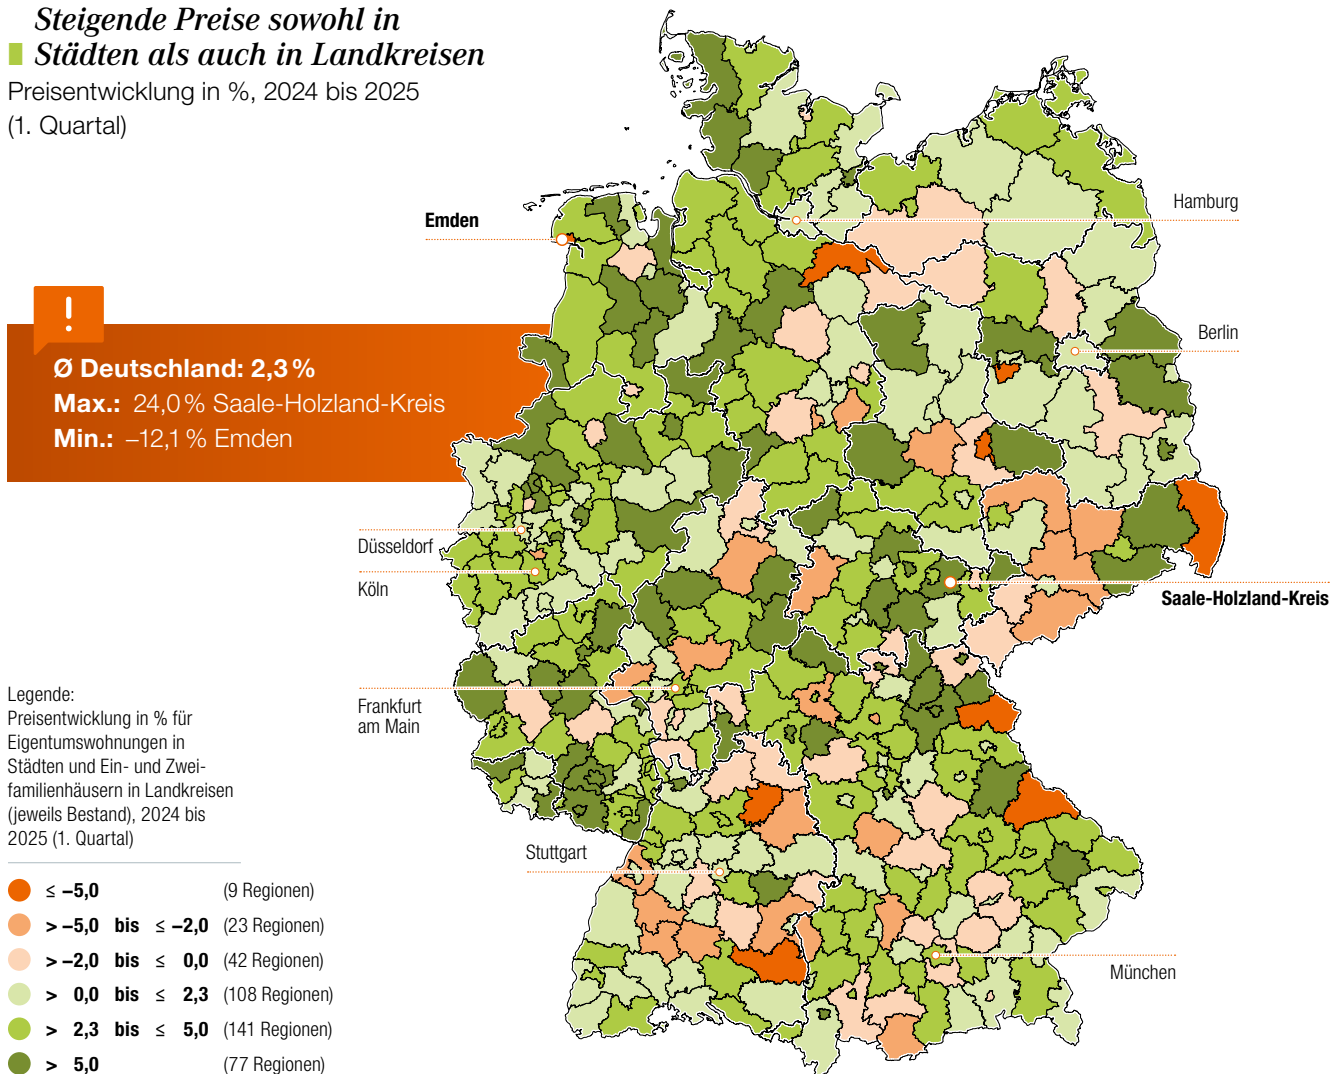 Steigende Preise sowohl in
Städten als auch in Landkreisen
Preisentwicklung in %, 2024 bis 2025
(1. Quartal)
Hamburg
Emden
!
Berlin
Ø Deutschland: 2,3 %
Max.: 24,0 % Saale-Holzland-Kreis
Min.: –12,1 % Emden
Düsseldorf
Köln
Saale-Holzland-Kreis
Frankfurt
am Main
Legende:
Preisentwicklung in % für
Eigentumswohnungen in
Städten und Ein- und Zwei-
familienhäusern in Landkreisen
(jeweils Bestand), 2024 bis
2025 (1. Quartal)
Stuttgart
≤ –5,0 (9 Regionen)
> –5,0 bis ≤ –2,0 (23 Regionen)
> –2,0 bis ≤ 0,0 (42 Regionen)
> 0,0 bis ≤ 2,3 (108 Regionen)
> 2,3 bis ≤ 5,0 (141 Regionen)
> 5,0 (77 Regionen)
München